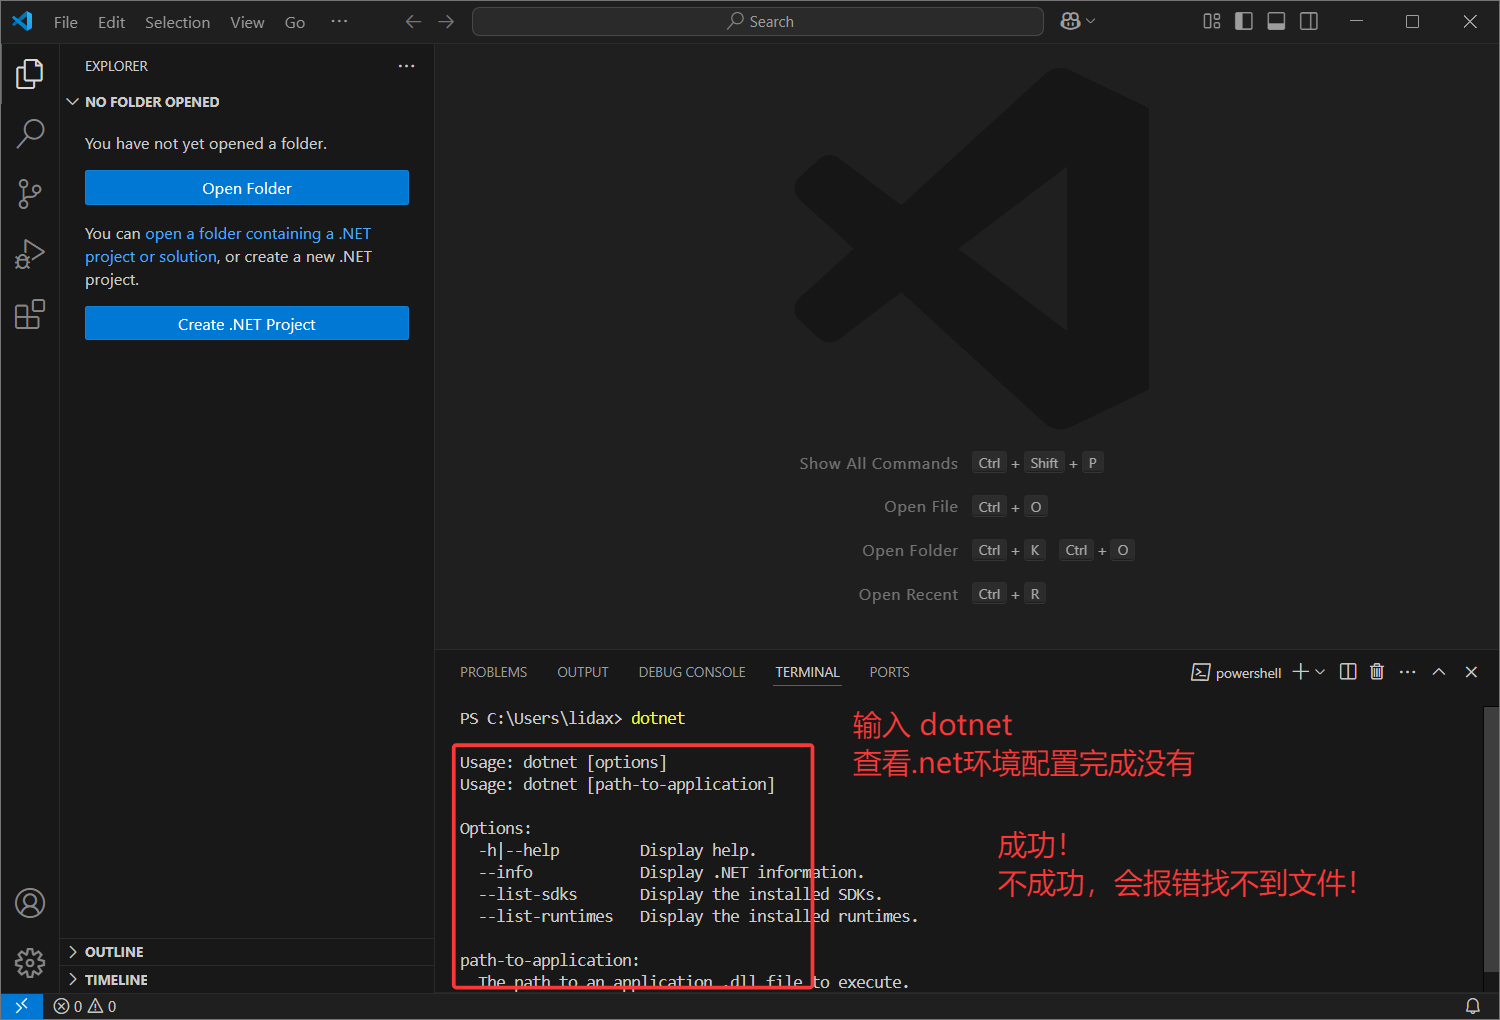 File Edit Selection View Go ···
Search
EXPLORER ···
NO FOLDER OPENED
You have not yet opened a folder.
Open Folder
You can open a folder containing a .NET
project or solution, or create a new .NET
project.
Create .NET Project
Show All Commands Ctrl + Shift + P
Open File Ctrl + O
Open Folder Ctrl + K Ctrl + O
Open Recent Ctrl + R
PROBLEMS OUTPUT DEBUG CONSOLE TERMINAL PORTS
powershell
PS C:\Users\lidax> dotnet
输入 dotnet
查看.net环境配置完成没有
Usage: dotnet [options]
Usage: dotnet [path-to-application]
Options:
-h|--help Display help.
--info Display .NET information.
--list-sdks Display the installed SDKs.
--list-runtimes Display the installed runtimes.
成功！
不成功，会报错找不到文件！
path-to-application:
The path to an application .dll file to execute.
OUTLINE
TIMELINE
0 0